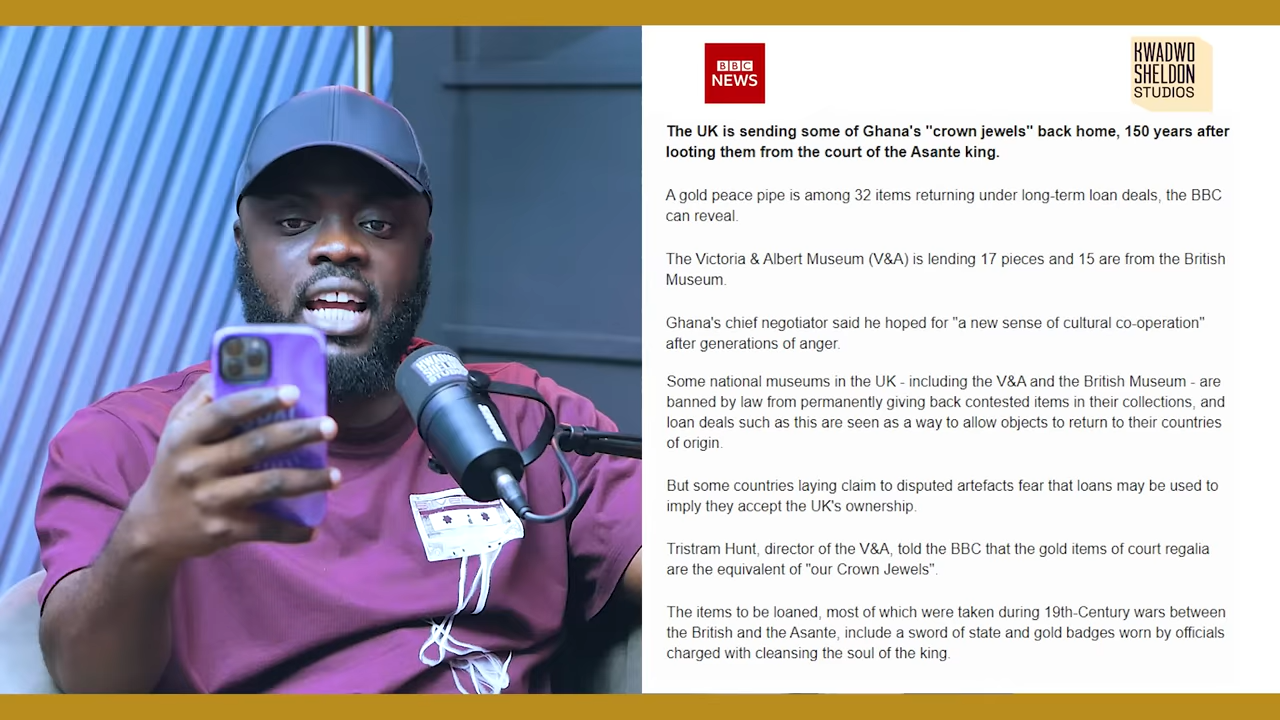 BBC
NEWS
KWADWO
SHELDON
STUDIOS
The UK is sending some of Ghana's "crown jewels" back home, 150 years after
looting them from the court of the Asante king.
A gold peace pipe is among 32 items returning under long-term loan deals, the BBC
can reveal.
The Victoria & Albert Museum (V&A) is lending 17 pieces and 15 are from the British
Museum.
Ghana's chief negotiator said he hoped for "a new sense of cultural co-operation"
after generations of anger.
Some national museums in the UK - including the V&A and the British Museum - are
banned by law from permanently giving back contested items in their collections, and
loan deals such as this are seen as a way to allow objects to return to their countries
of origin.
But some countries laying claim to disputed artefacts fear that loans may be used to
imply they accept the UK's ownership.
Tristram Hunt, director of the V&A, told the BBC that the gold items of court regalia
are the equivalent of "our Crown Jewels".
The items to be loaned, most of which were taken during 19th-Century wars between
the British and the Asante, include a sword of state and gold badges worn by officials
charged with cleansing the soul of the king.
KWADWO
SHELDON
STUDIOS